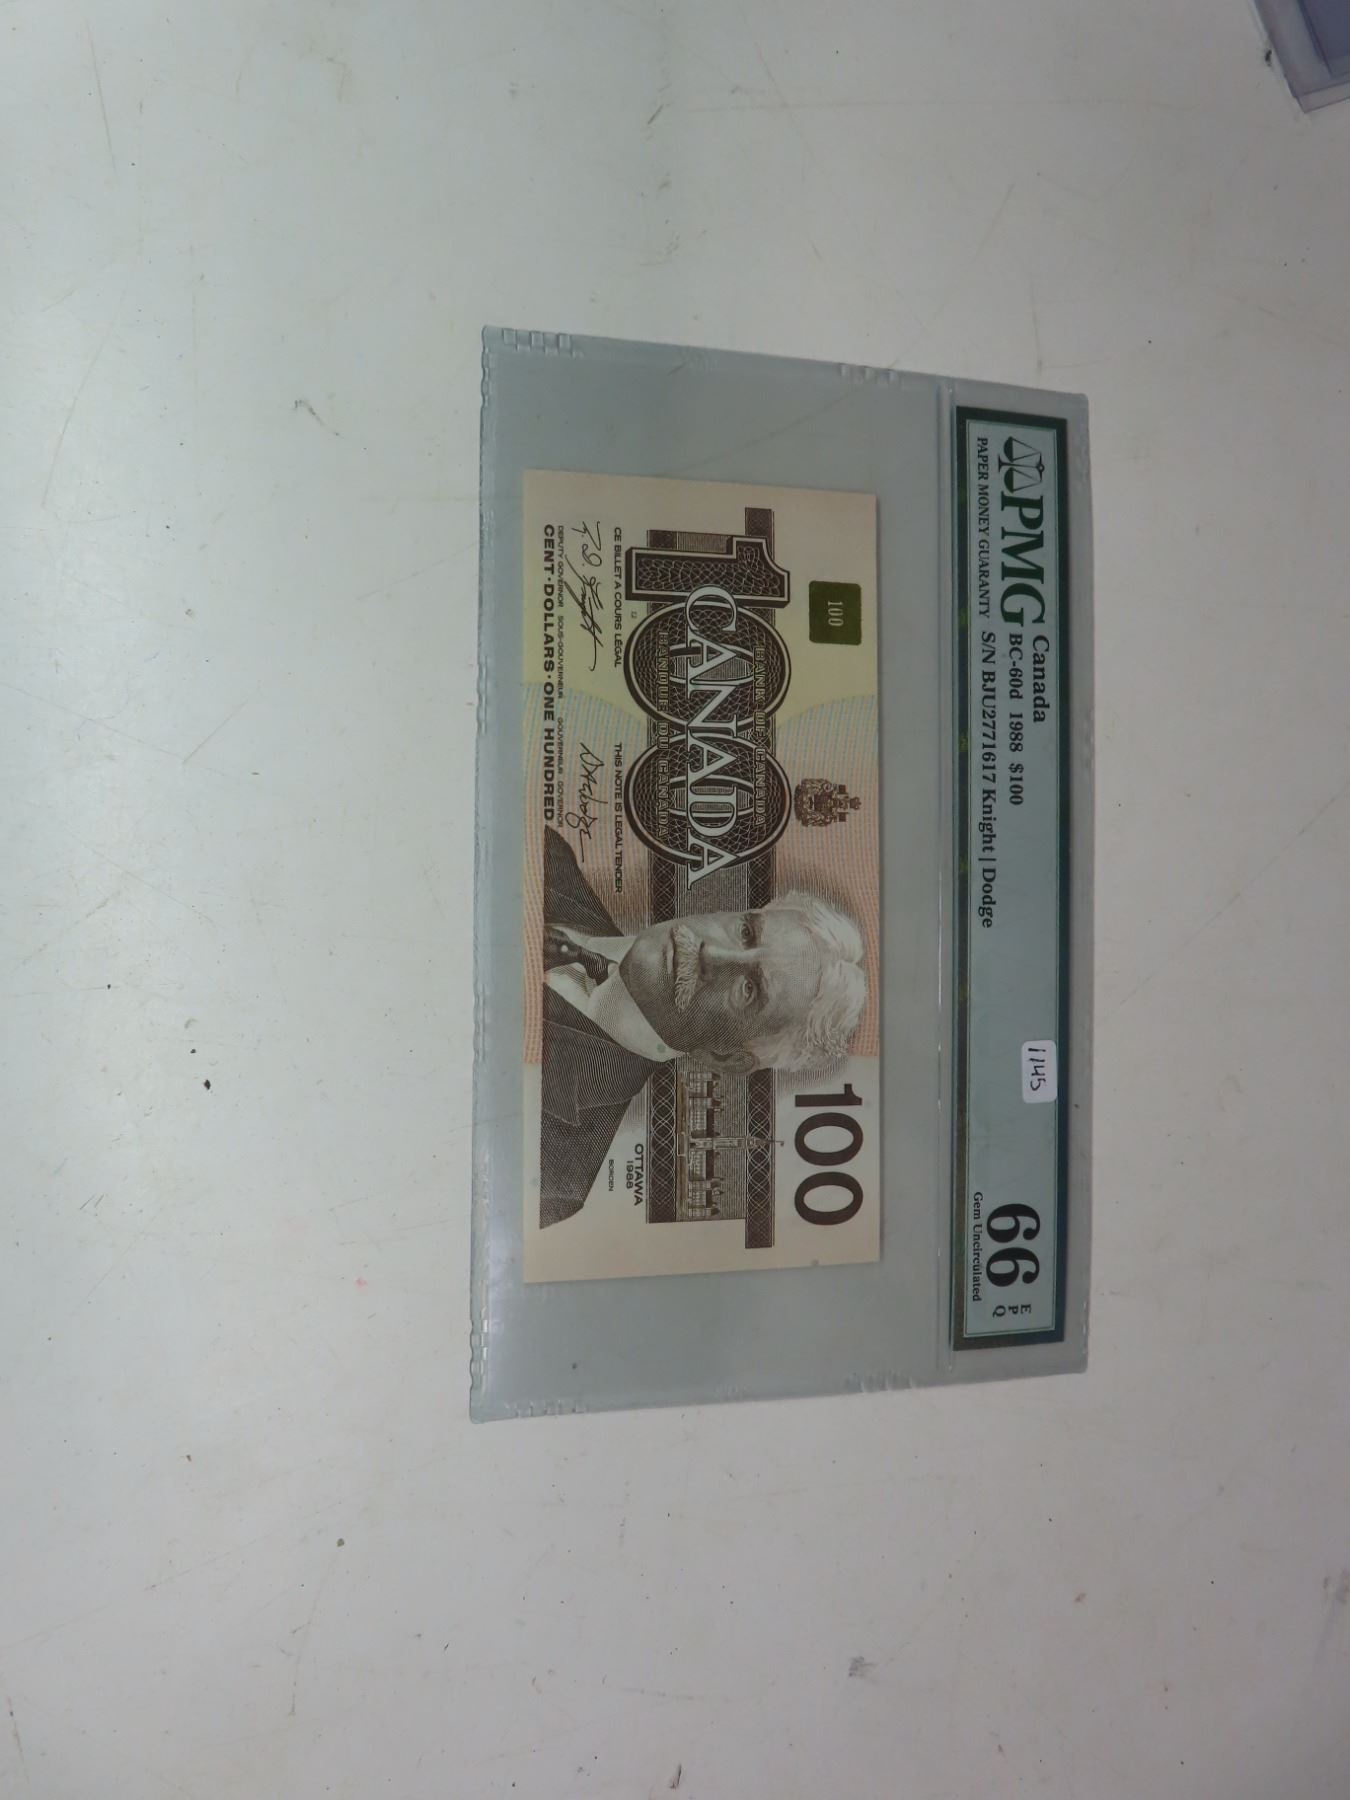 PMG
PAPER MONEY GUARANTY
Canada
BC-60d 1988 $100
S/N BJU2771617 Knight | Dodge
1145
66
E
P
Q
Gem Uncirculated
100
100
BANK OF CANADA
CANADA
BANQUE DU CANADA
CE BILLET A COURS LÉGAL
THIS NOTE IS LEGAL TENDER
DEPUTY GOVERNOR SOUS-GOUVERNEUR
GOUVERNEUR GOVERNOR
CENT·DOLLARS·ONE HUNDRED
100
OTTAWA
1988
BORDEN